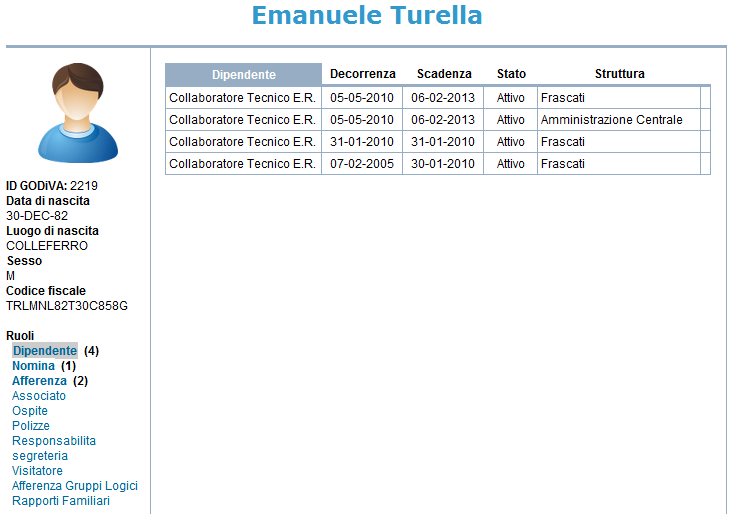 Emanuele Turella
ID GODiVA: 2219
Data di nascita
30-DEC-82
Luogo di nascita
COLLEFERRO
Sesso
M
Codice fiscale
TRLMNL82T30C858G
Ruoli
Dipendente (4)
Nomina (1)
Afferenza (2)
Associato
Ospite
Polizze
Responsabilita
segreteria
Visitatore
Afferenza Gruppi Logici
Rapporti Familiari
Dipendente Decorrenza Scadenza Stato Struttura
Collaboratore Tecnico E.R. 05-05-2010 06-02-2013 Attivo Frascati
Collaboratore Tecnico E.R. 05-05-2010 06-02-2013 Attivo Amministrazione Centrale
Collaboratore Tecnico E.R. 31-01-2010 31-01-2010 Attivo Frascati
Collaboratore Tecnico E.R. 07-02-2005 30-01-2010 Attivo Frascati